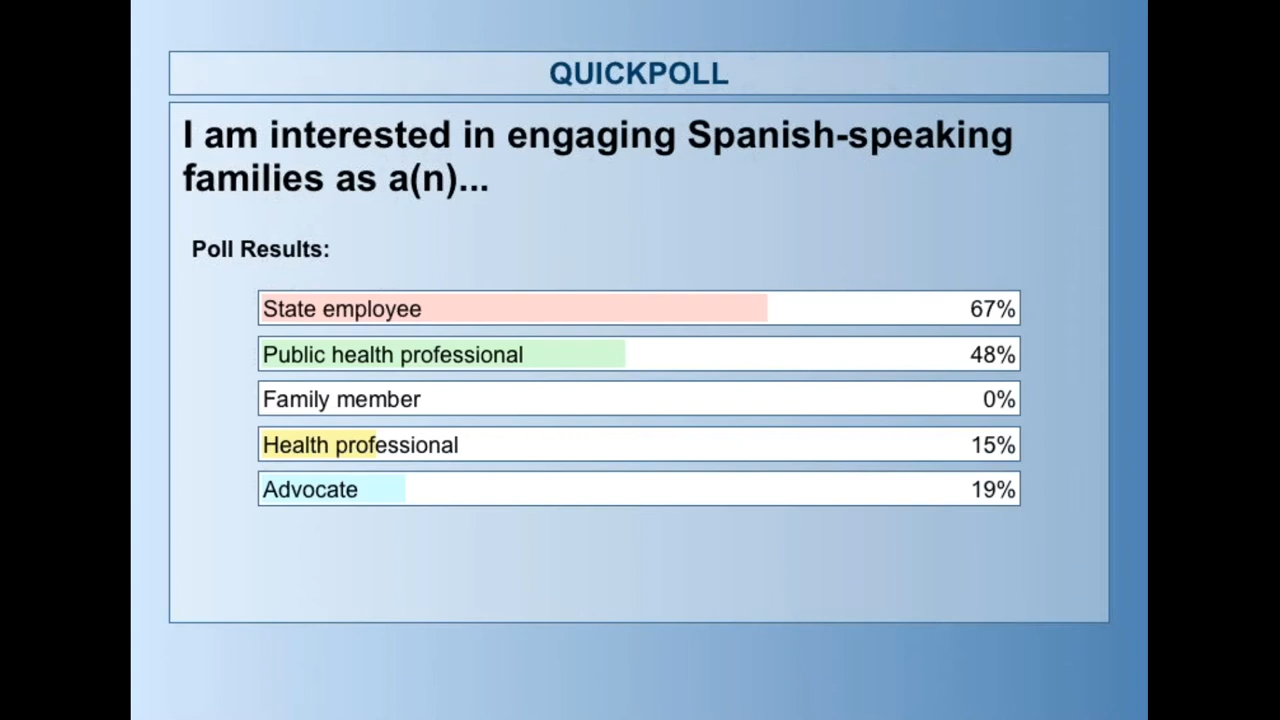 QUICKPOLL
I am interested in engaging Spanish-speaking
families as a(n)...
Poll Results:
State employee 67%
Public health professional 48%
Family member 0%
Health professional 15%
Advocate 19%